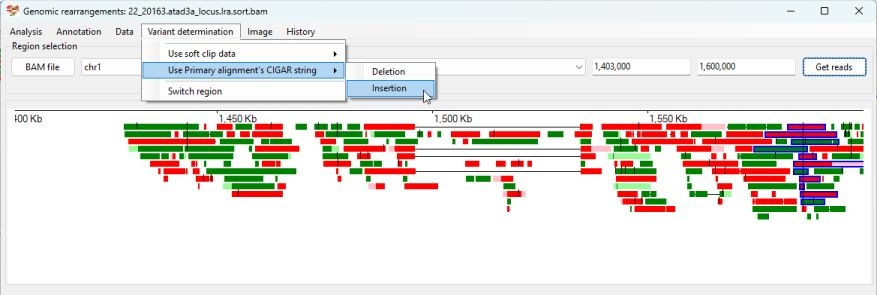 Genomic rearrangements: 22_20163.atad3a_locus.lra.sort.bam
Analysis Annotation Data Variant determination Image History
Region selection
Use soft clip data
BAM file chr1 Use Primary alignment's CIGAR string Deletion 1,403,000 1,600,000 Get reads
Switch region Insertion
400 Kb 1,450 Kb 1,500 Kb 1,550 Kb